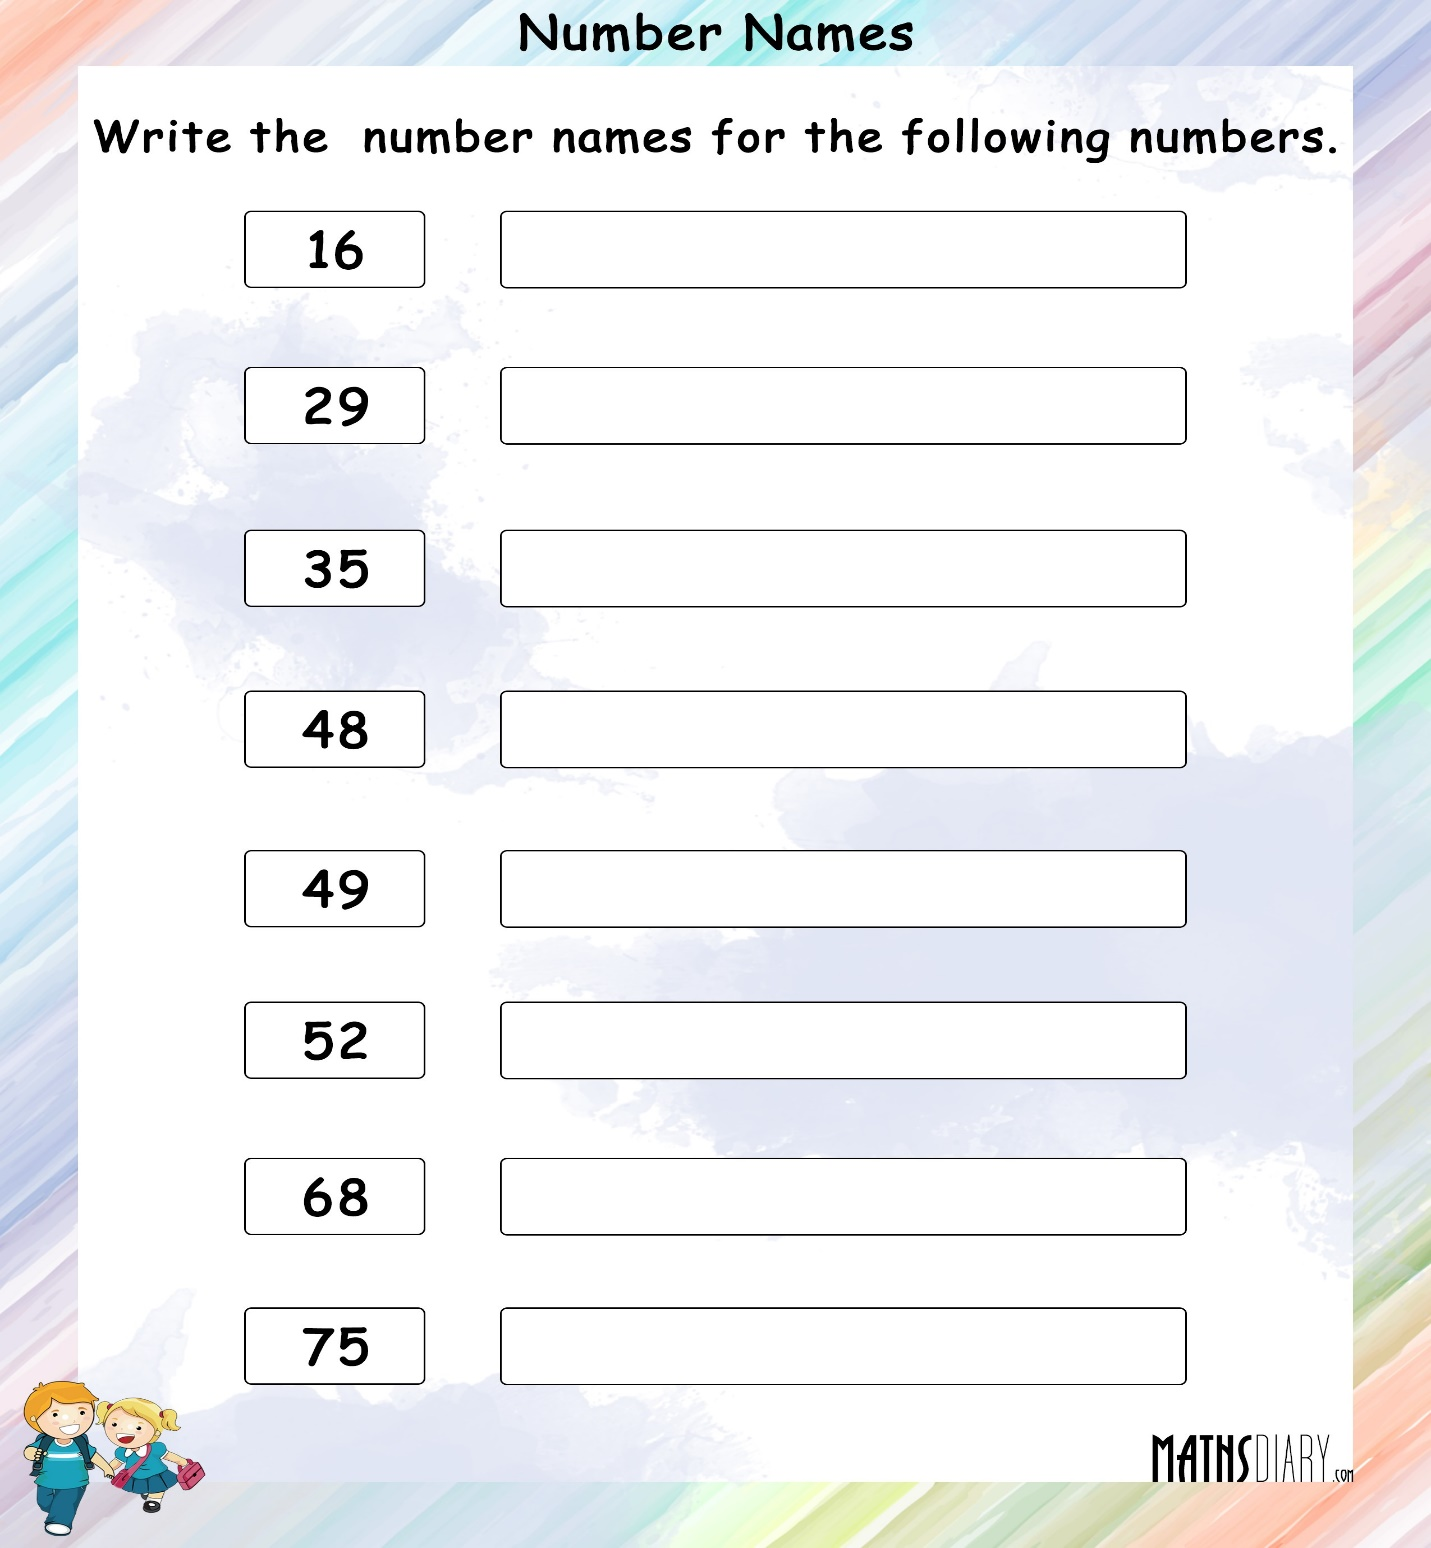 Number Names
Write the number names for the following numbers.
16
29
35
48
49
52
68
75
MATHSDIARY.COM